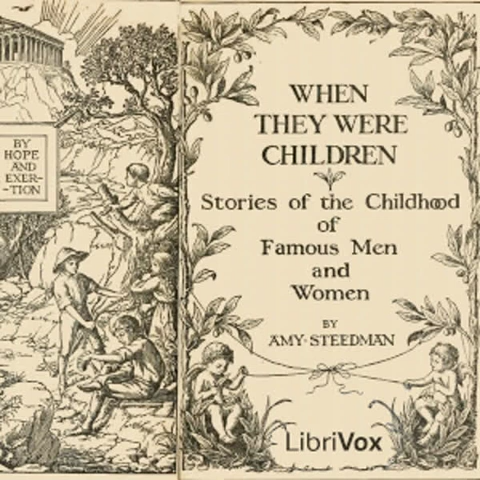 BY
HOPE
AND
EXER-
-TION
WHEN
THEY WERE
CHILDREN
Stories of the Childhood
of
Famous Men
and
Women
BY
AMY STEEDMAN
LibriVox